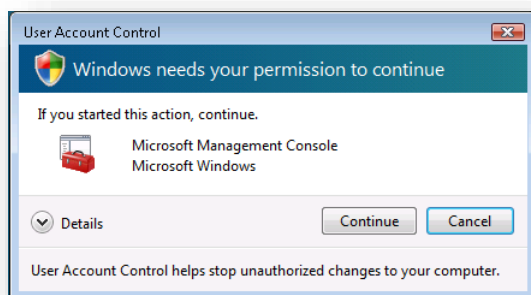 User Account Control
Windows needs your permission to continue
If you started this action, continue.
Microsoft Management Console
Microsoft Windows
Details
Continue
Cancel
User Account Control helps stop unauthorized changes to your computer.